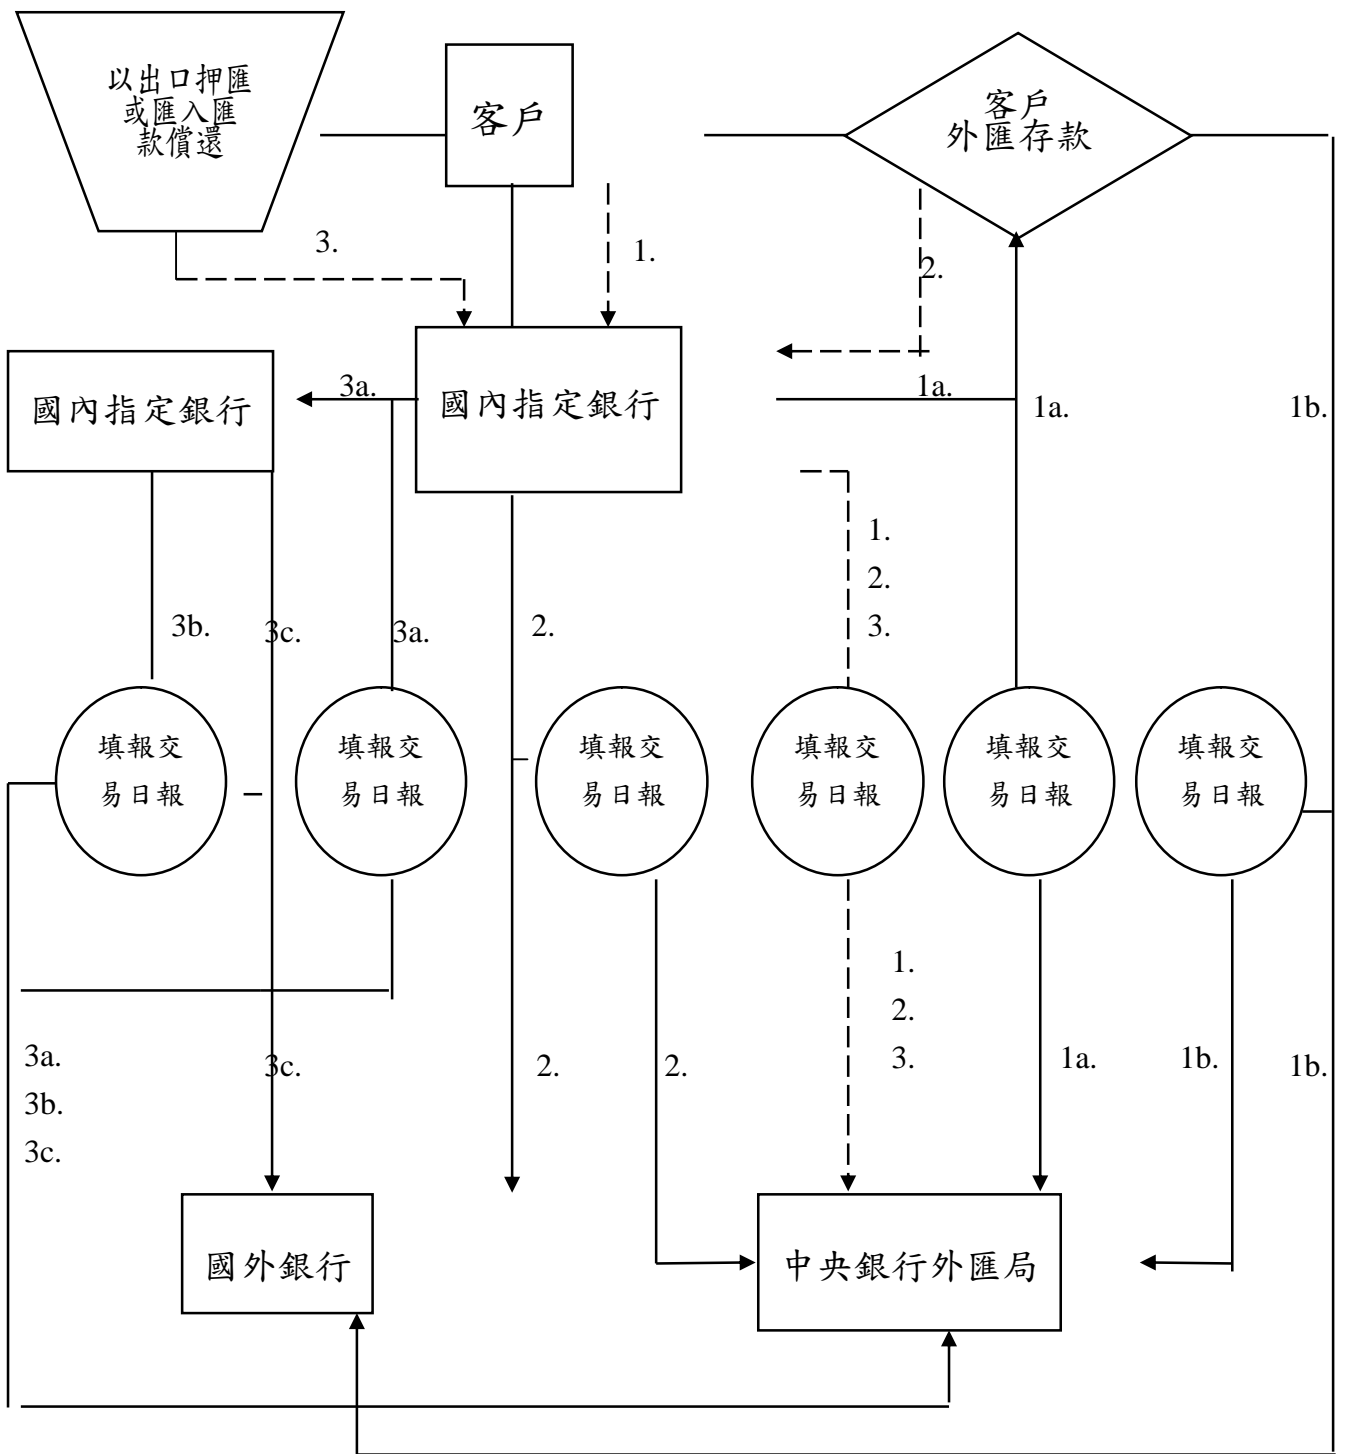 以出口押匯
或匯入匯
款償還
客戶
客戶
外匯存款
3.
1.
2.
3a.
1a.
1a.
1b.
國內指定銀行
國內指定銀行
1.
2.
3.
3b.
3c.
3a.
2.
填報交
易日報
填報交
易日報
填報交
易日報
填報交
易日報
填報交
易日報
填報交
易日報
1.
2.
3.
3a.
3b.
3c.
3c.
2.
2.
1a.
1b.
1b.
國外銀行
中央銀行外匯局